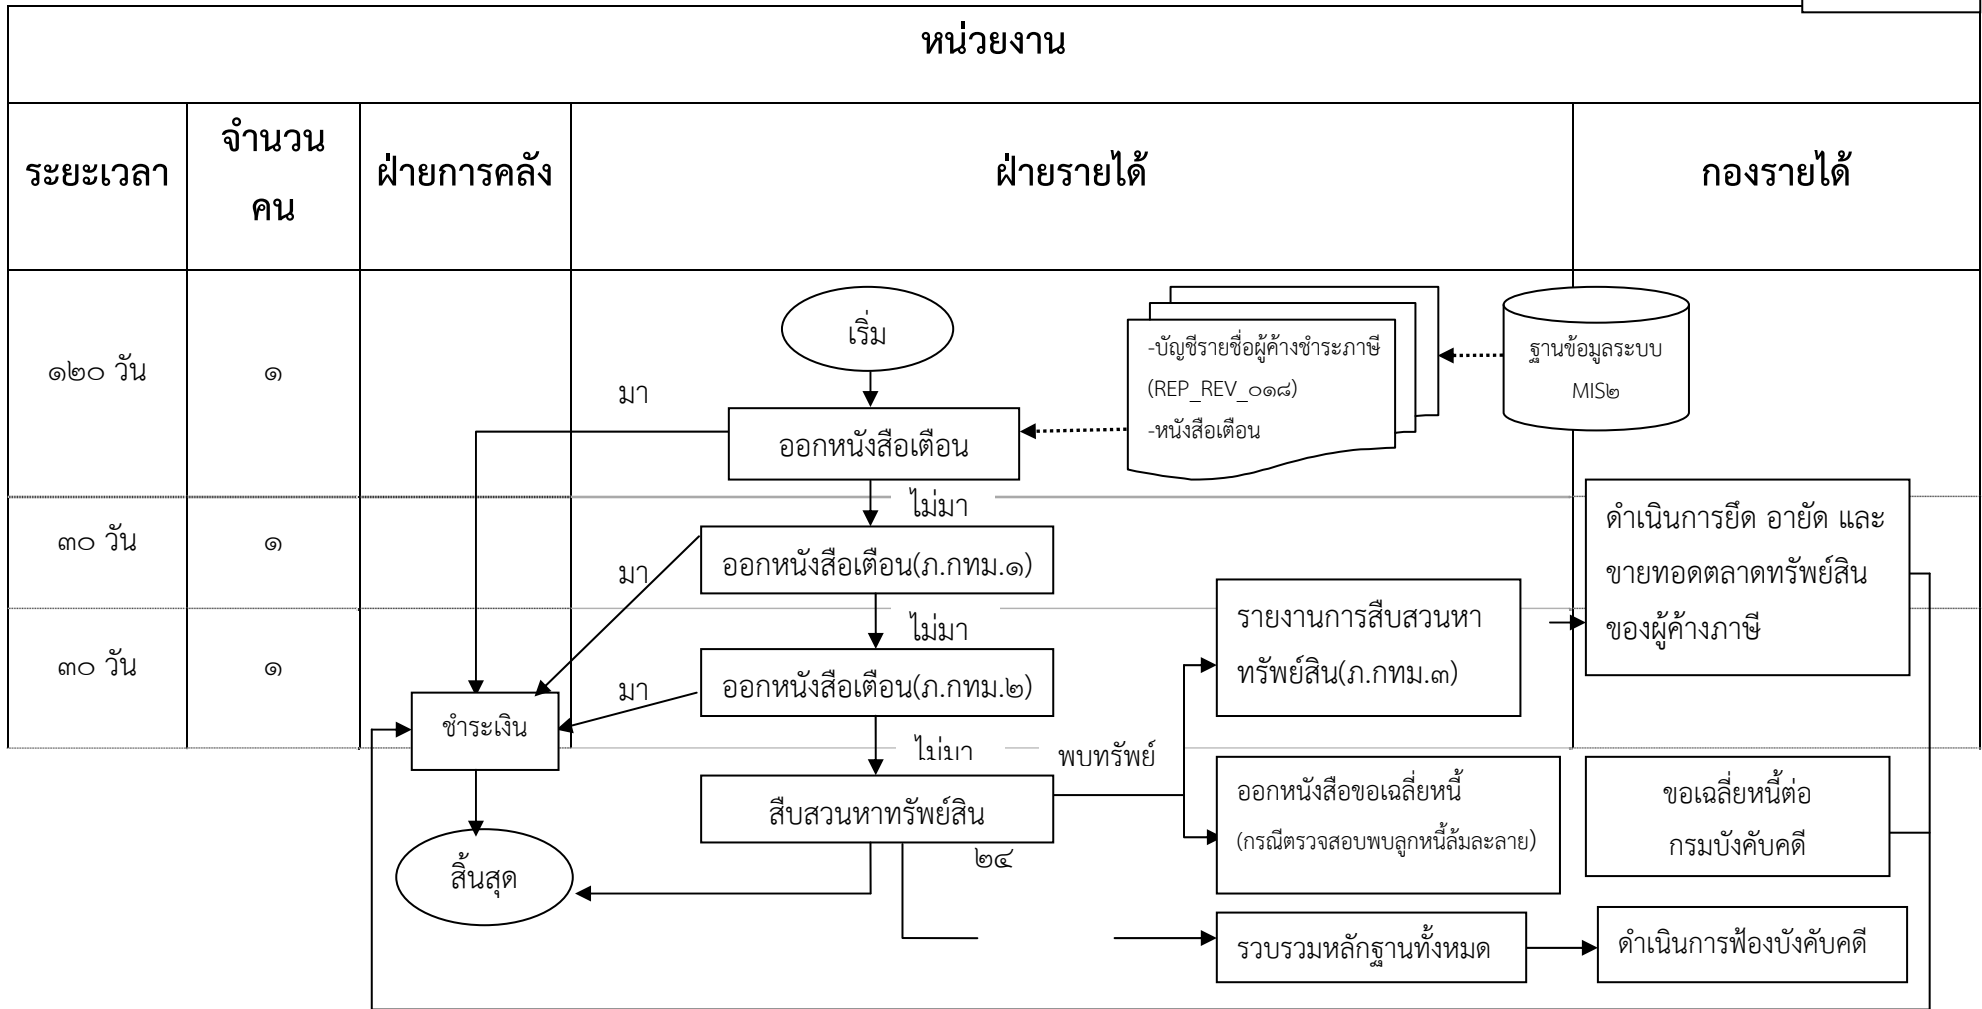 หน่วยงาน
ระยะเวลา
จำนวน
คน
ฝ่ายการคลัง
ฝ่ายรายได้
กองรายได้
๑๒๐ วัน
๑
มา
เริ่ม
-บัญชีรายชื่อผู้ค้างชำระภาษี
(REP_REV_๐๑๘)
-หนังสือเตือน
ฐานข้อมูลระบบ
MIS๒
ออกหนังสือเตือน
ไม่มา
๓๐ วัน
๑
มา
ออกหนังสือเตือน(ภ.กทม.๑)
ดำเนินการยึด อายัด และ
ขายทอดตลาดทรัพย์สิน
ของผู้ค้างภาษี
ไม่มา
๓๐ วัน
๑
มา
ออกหนังสือเตือน(ภ.กทม.๒)
รายงานการสืบสวนหา
ทรัพย์สิน(ภ.กทม.๓)
ชำระเงิน
ไม่มา
พบทรัพย์
สืบสวนหาทรัพย์สิน
ออกหนังสือขอเฉลี่ยหนี้
(กรณีตรวจสอบพบลูกหนี้ล้มละลาย)
ขอเฉลี่ยหนี้ต่อ
กรมบังคับคดี
๒๔
สิ้นสุด
รวบรวมหลักฐานทั้งหมด
ดำเนินการฟ้องบังคับคดี